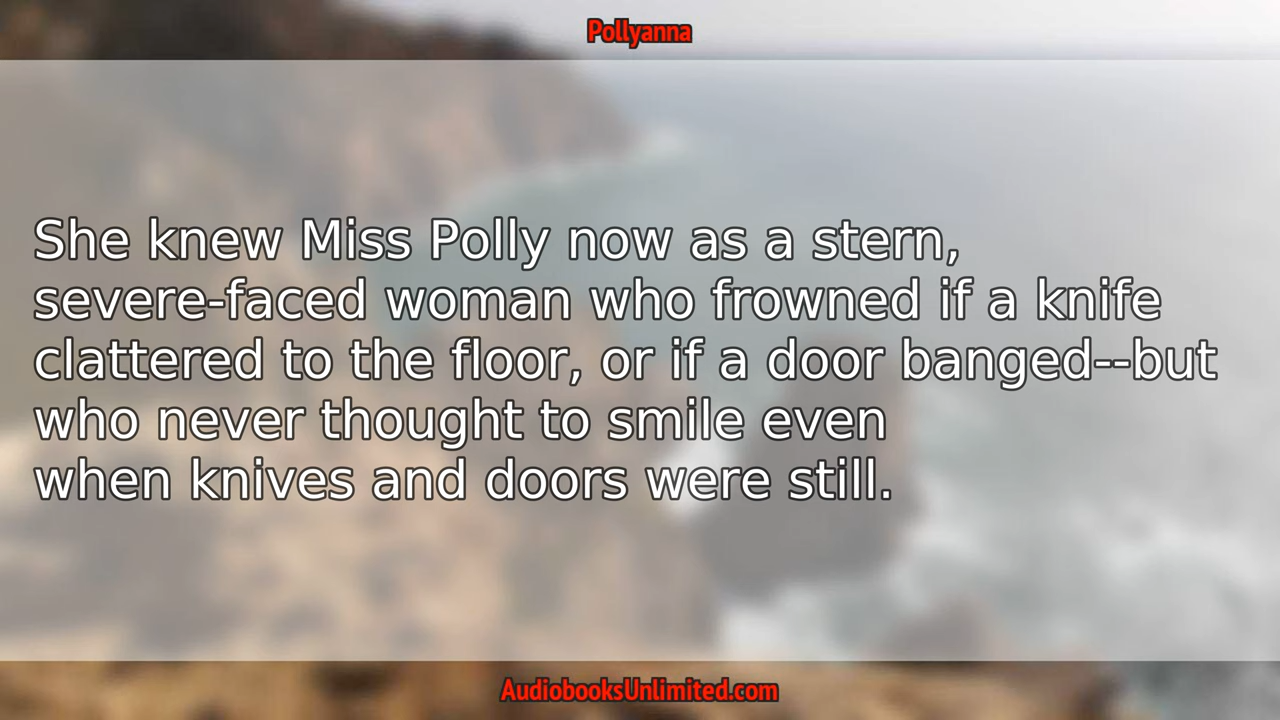 Pollyanna
She knew Miss Polly now as a stern,
severe-faced woman who frowned if a knife
clattered to the floor, or if a door banged--but
who never thought to smile even
when knives and doors were still.
AudiobooksUnlimited.com